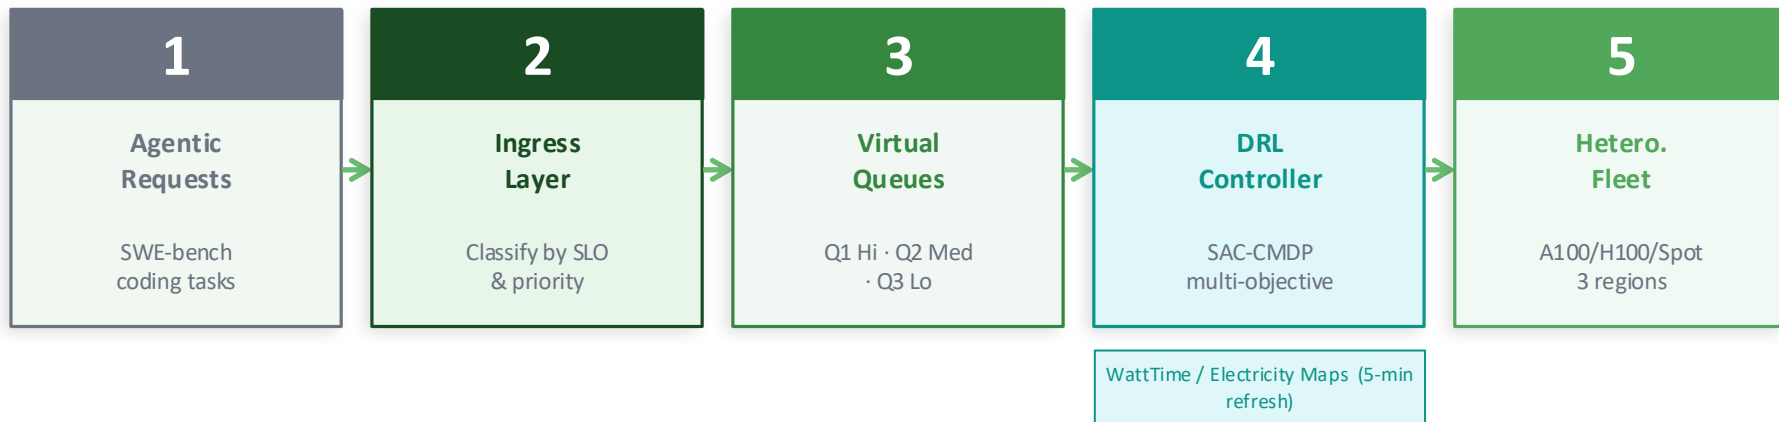 1
Agentic
Requests
SWE-bench
coding tasks
2
Ingress
Layer
Classify by SLO
& priority
3
Virtual
Queues
Q1 Hi · Q2 Med
· Q3 Lo
4
DRL
Controller
SAC-CMDP
multi-objective
WattTime / Electricity Maps (5-min
refresh)
5
Hetero.
Fleet
A100/H100/Spot
3 regions